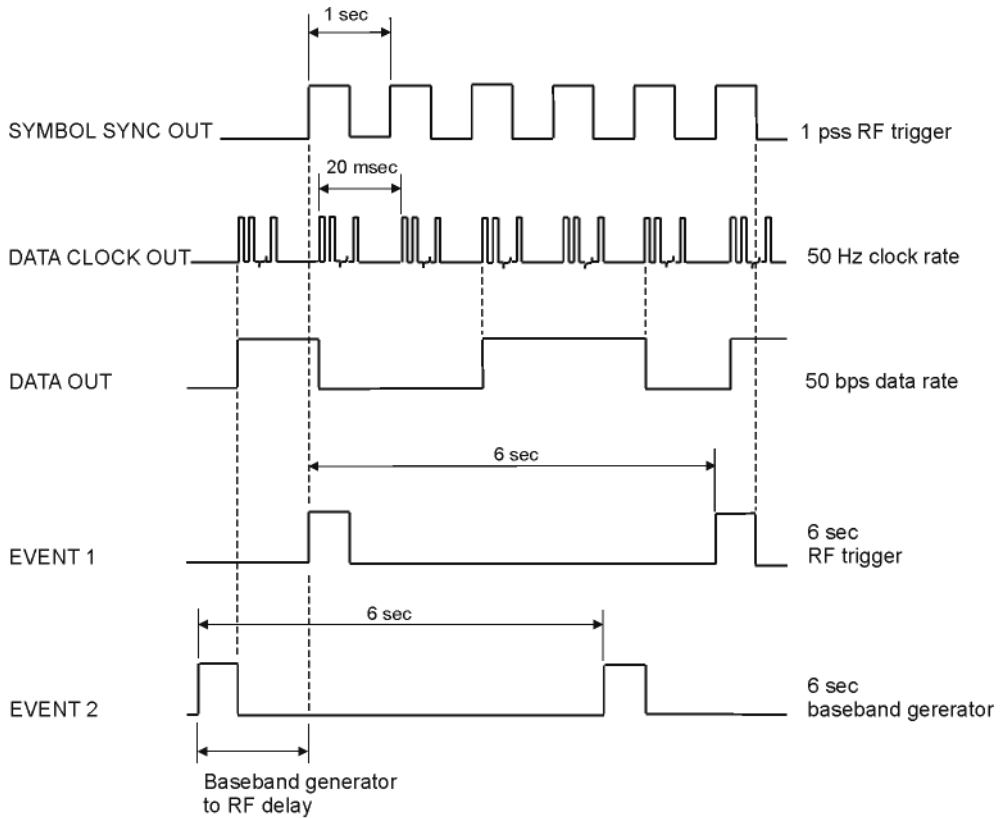 1 sec
SYMBOL SYNC OUT
1 pss RF trigger
20 msec
DATA CLOCK OUT
50 Hz clock rate
DATA OUT
50 bps data rate
6 sec
EVENT 1
6 sec
RF trigger
6 sec
EVENT 2
6 sec
baseband gererator
Baseband generator
to RF delay